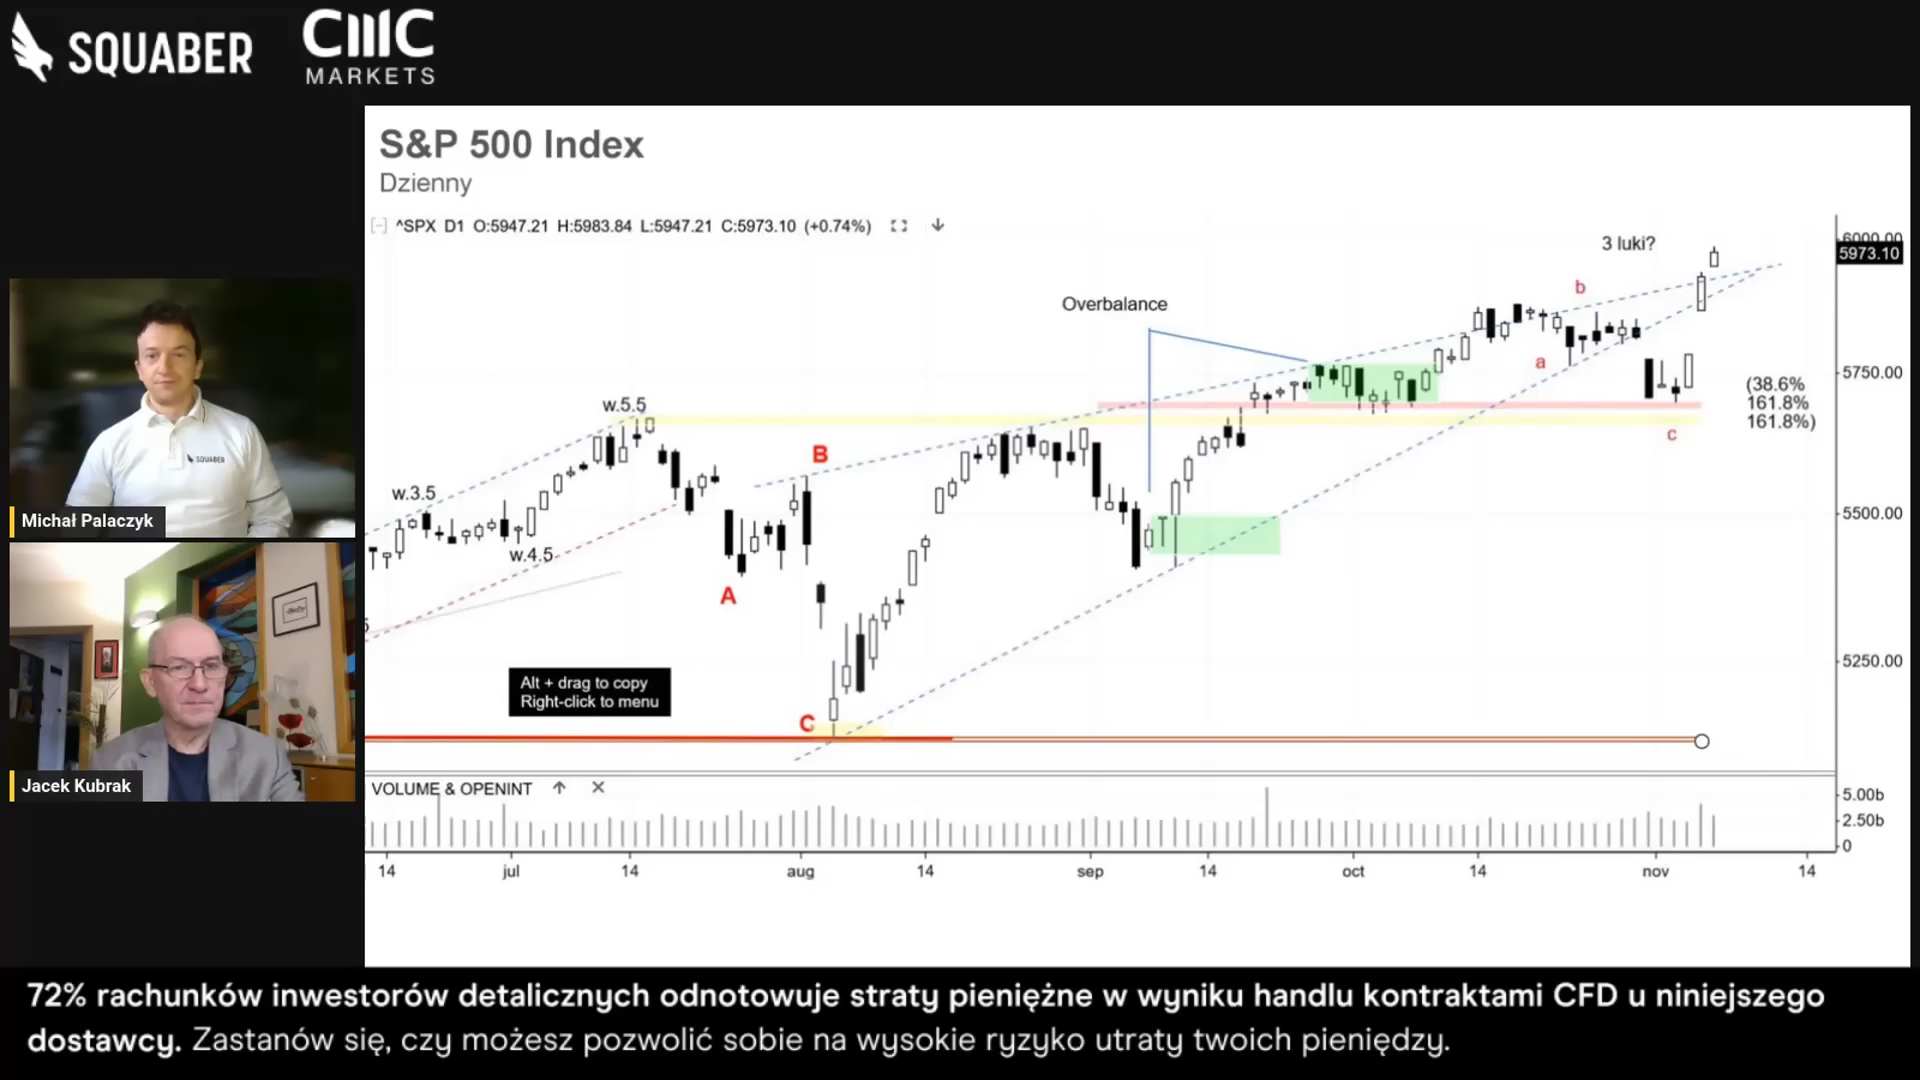 SQUABER
CMC
MARKETS
S&P 500 Index
Dzienny
^SPX D1 O:5947.21 H:5983.84 L:5947.21 C:5973.10 (+0.74%)
3 luki?
6000.00
5973.10
b
Overbalance
a
5750.00
(38.6%
161.8%
161.8%)
c
w.5.5
B
w.3.5
5500.00
w.4.5
A
5250.00
Alt + drag to copy
Right-click to menu
C
SQUABER
Michał Palaczyk
Jacek Kubrak
VOLUME & OPENINT
5.00b
2.50b
0
14 jul 14 aug 14 sep 14 oct 14 nov 14
72% rachunków inwestorów detalicznych odnotowuje straty pieniężne w wyniku handlu kontraktami CFD u niniejszego
dostawcy. Zastanów się, czy możesz pozwolić sobie na wysokie ryzyko utraty twoich pieniędzy.